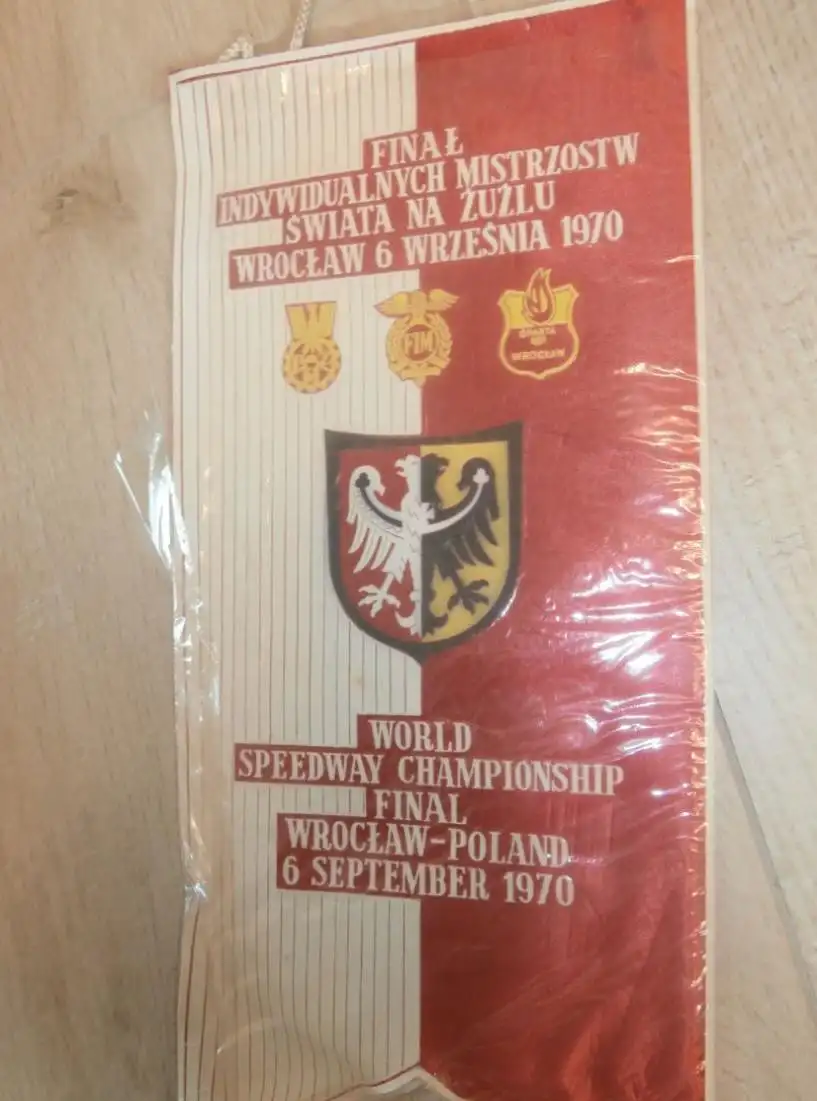 FINAŁ
INDYWIDUALNYCH MISTRZOSTW
ŚWIATA NA ŻUŻLU
WROCŁAW 6 WRZEŚNIA 1970
W
FIM
SPARTA
WROCŁAW
WORLD
SPEEDWAY CHAMPIONSHIP
FINAL
WROCŁAW-POLAND
6 SEPTEMBER 1970